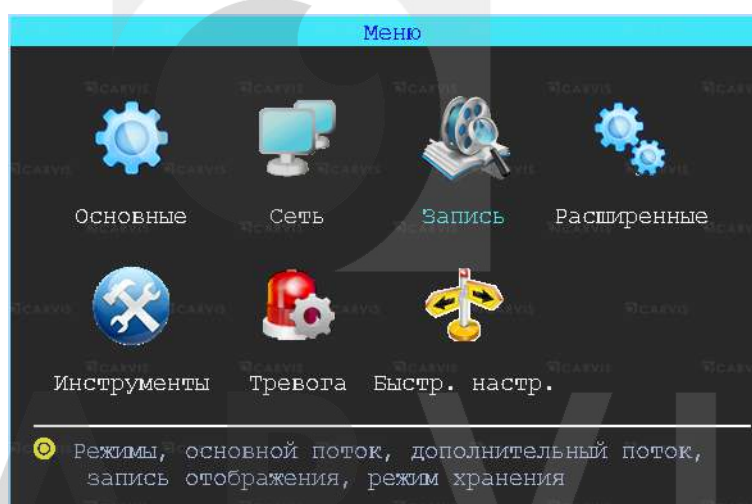 Меню
Основные Сеть Запись Расширенные
Инструменты Тревога Быстр. настр.
Режимы, основной поток, дополнительный поток,
запись отображения, режим хранения